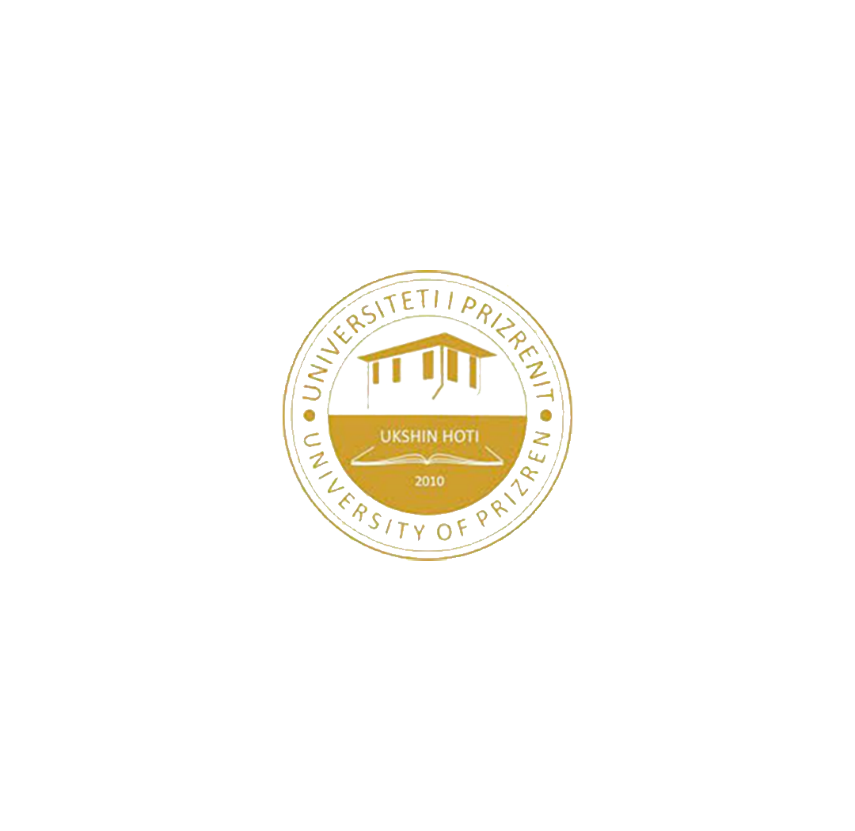 UNIVERSITETI I PRIZRENIT
UKSHIN HOTI
2010
UNIVERSITY OF PRIZREN